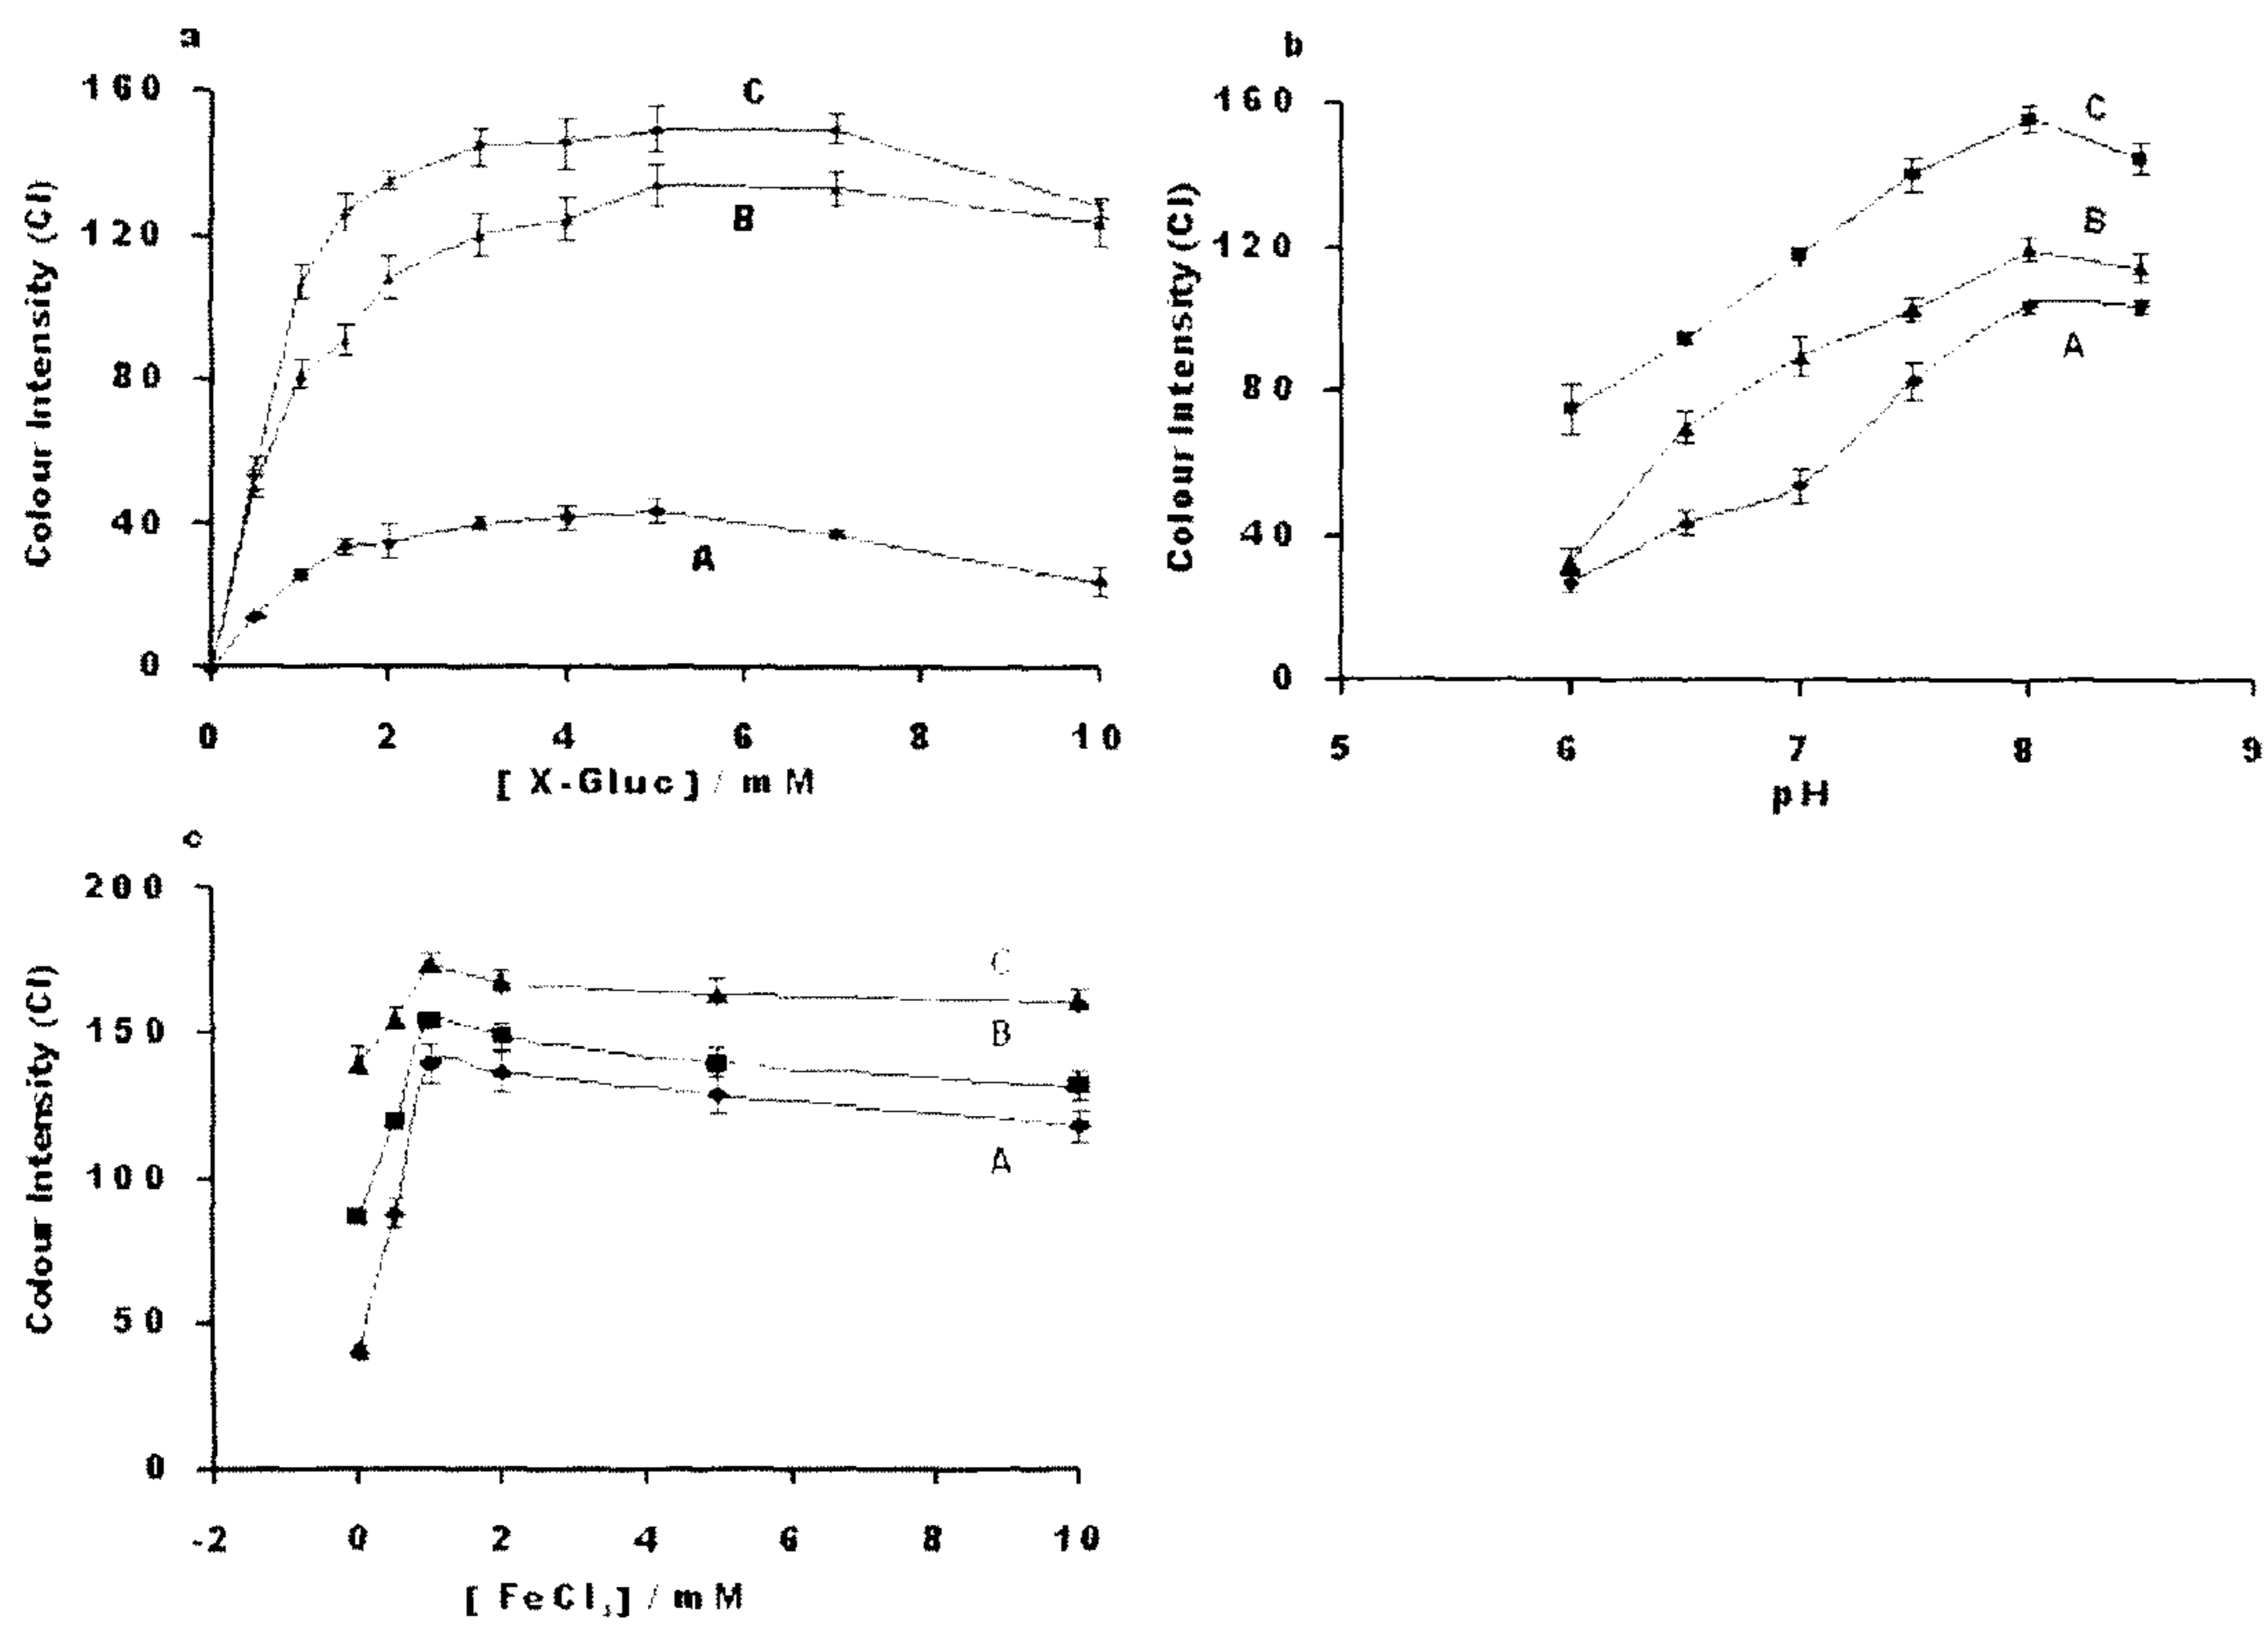 a
160
120
80
40
0
Colour Intensity (CI)
C
B
A
0 2 4 6 8 10
[ X-Gluc ] / mM
b
160
120
80
40
0
Colour Intensity (CI)
C
B
A
5 6 7 8 9
pH
c
200
150
100
50
0
Colour Intensity (CI)
C
B
A
-2 0 2 4 6 8 10
[ FeCl₃] / mM